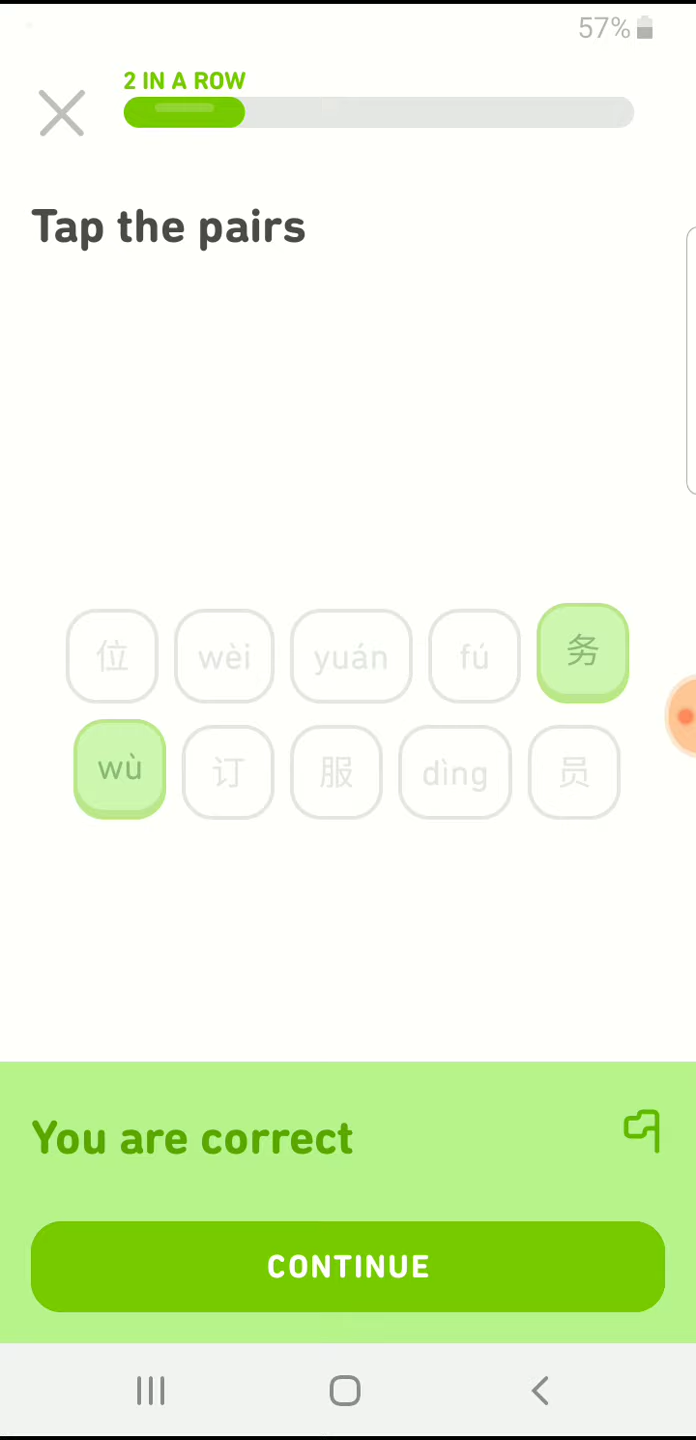 57%
2 IN A ROW
Tap the pairs
位 wèi yuán fú 务
wù 订 服 dìng 员
You are correct
CONTINUE